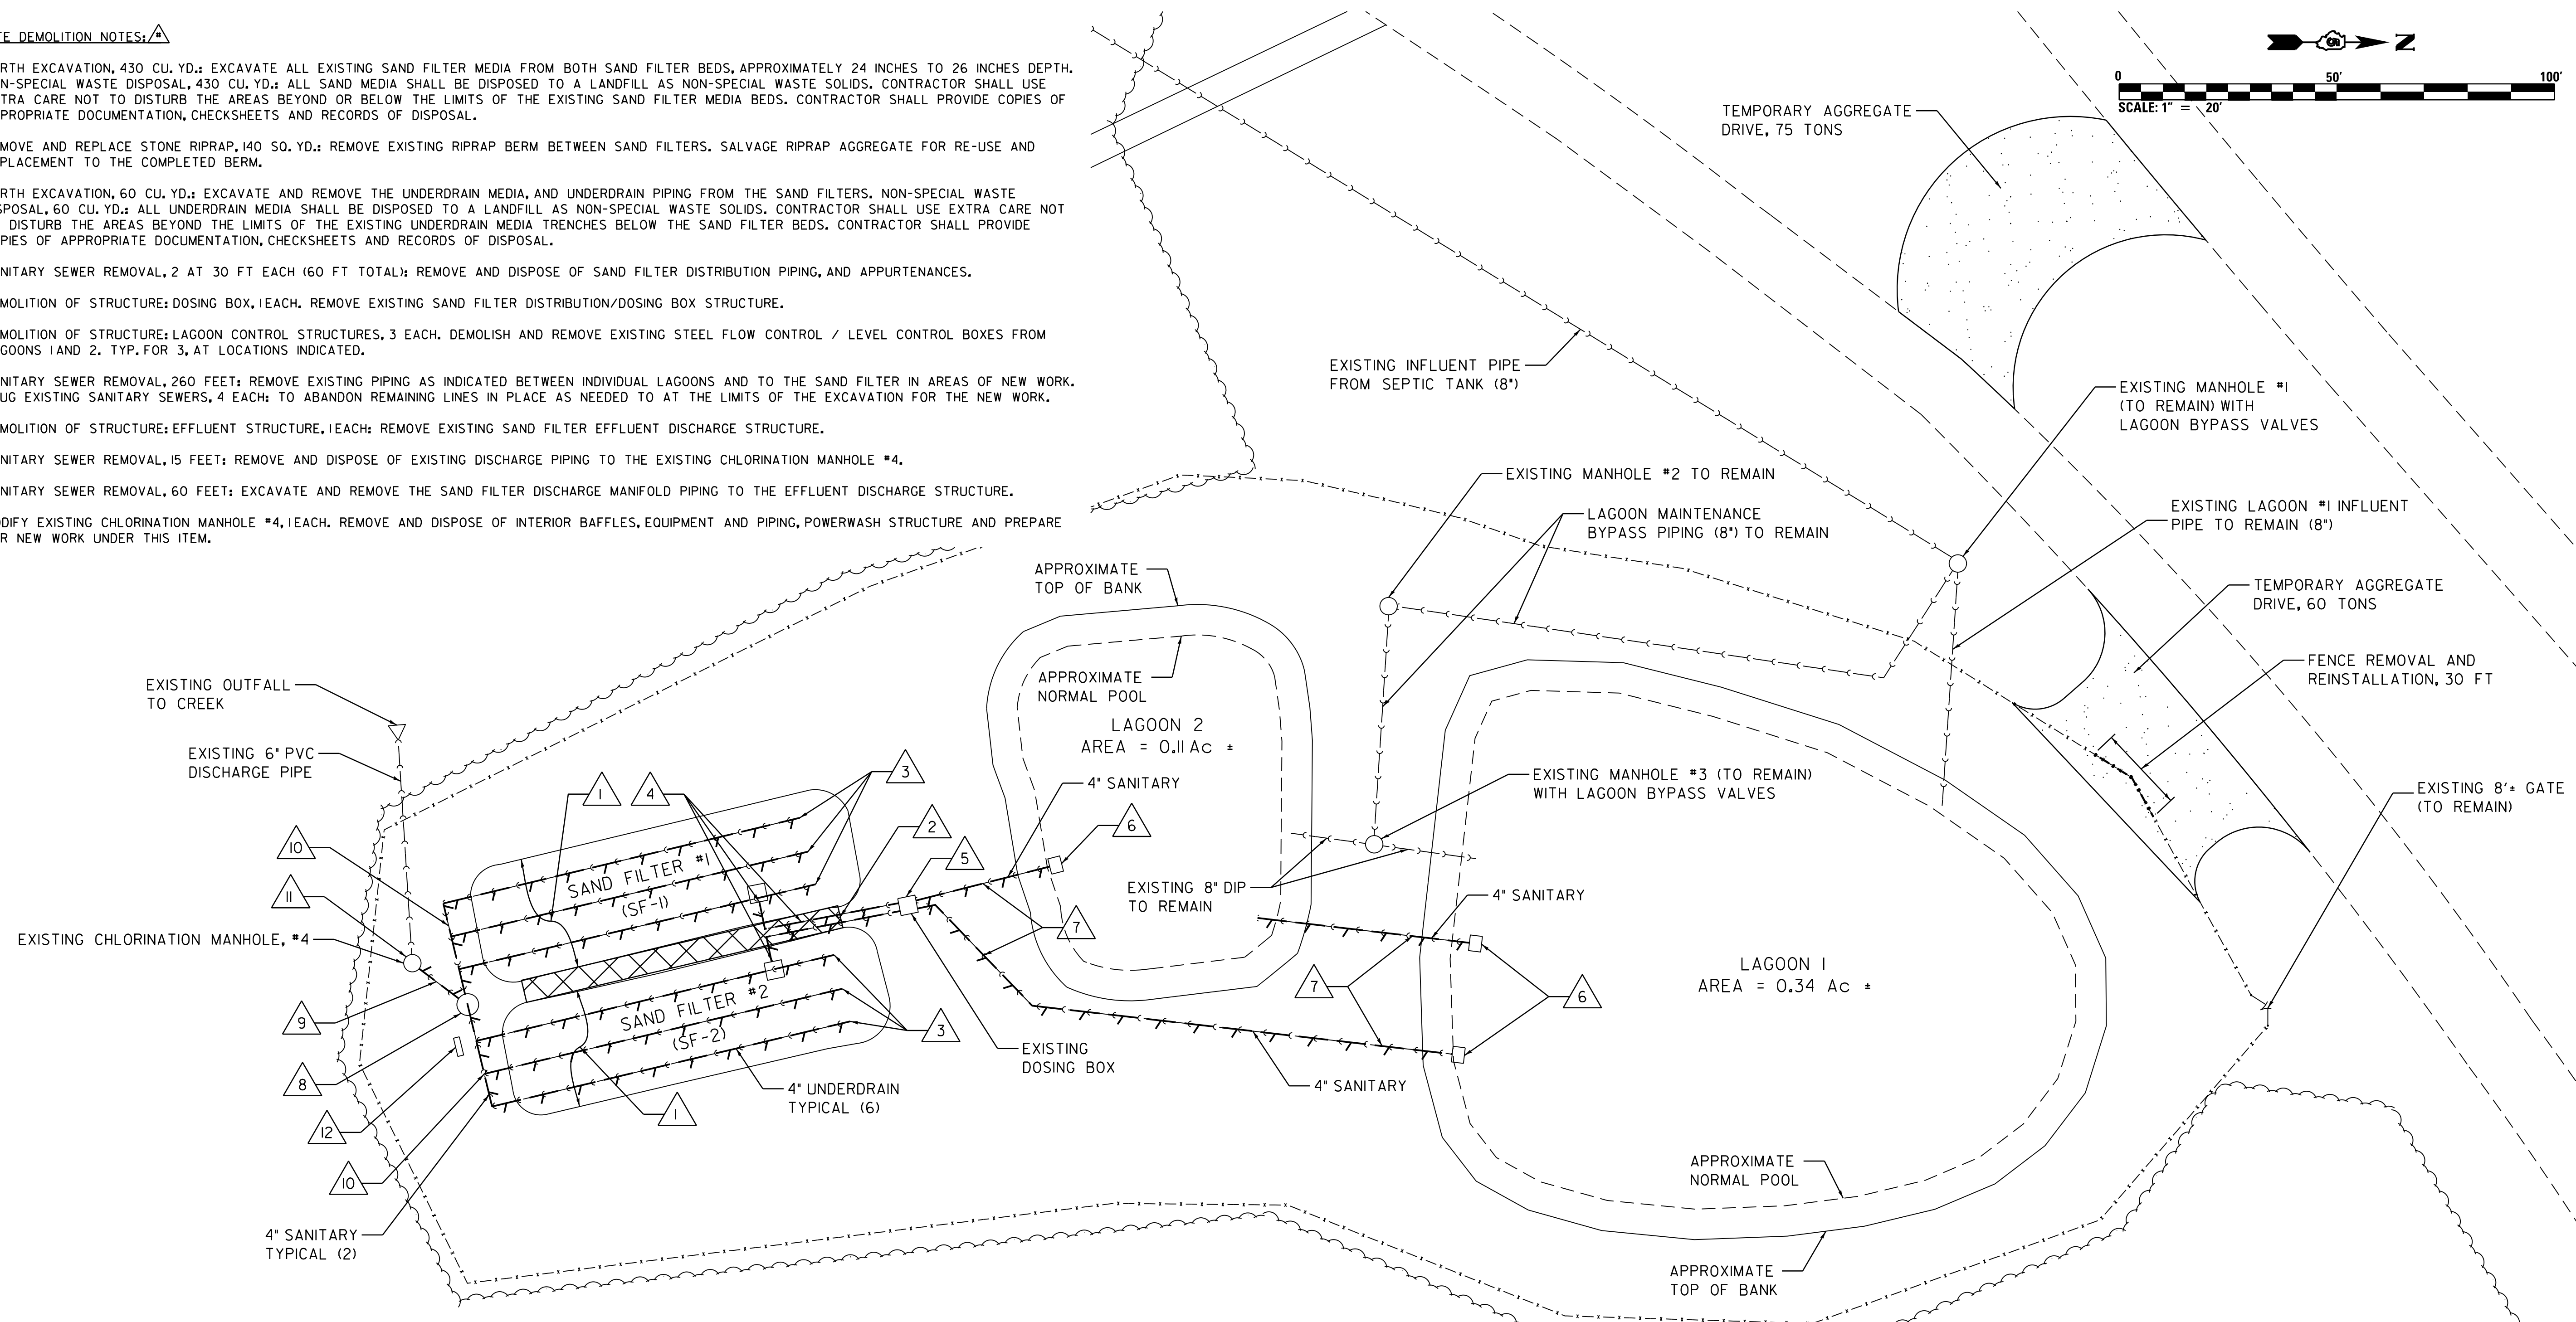 TE DEMOLITION NOTES: #
RTH EXCAVATION, 430 CU. YD.: EXCAVATE ALL EXISTING SAND FILTER MEDIA FROM BOTH SAND FILTER BEDS, APPROXIMATELY 24 INCHES TO 26 INCHES DEPTH.
N-SPECIAL WASTE DISPOSAL, 430 CU. YD.: ALL SAND MEDIA SHALL BE DISPOSED TO A LANDFILL AS NON-SPECIAL WASTE SOLIDS. CONTRACTOR SHALL USE
TRA CARE NOT TO DISTURB THE AREAS BEYOND OR BELOW THE LIMITS OF THE EXISTING SAND FILTER MEDIA BEDS. CONTRACTOR SHALL PROVIDE COPIES OF
PROPRIATE DOCUMENTATION, CHECKSHEETS AND RECORDS OF DISPOSAL.
MOVE AND REPLACE STONE RIPRAP, 140 SQ. YD.: REMOVE EXISTING RIPRAP BERM BETWEEN SAND FILTERS. SALVAGE RIPRAP AGGREGATE FOR RE-USE AND
PLACEMENT TO THE COMPLETED BERM.
RTH EXCAVATION, 60 CU. YD.: EXCAVATE AND REMOVE THE UNDERDRAIN MEDIA, AND UNDERDRAIN PIPING FROM THE SAND FILTERS. NON-SPECIAL WASTE
SPOSAL, 60 CU. YD.: ALL UNDERDRAIN MEDIA SHALL BE DISPOSED TO A LANDFILL AS NON-SPECIAL WASTE SOLIDS. CONTRACTOR SHALL USE EXTRA CARE NOT
DISTURB THE AREAS BEYOND THE LIMITS OF THE EXISTING UNDERDRAIN MEDIA TRENCHES BELOW THE SAND FILTER BEDS. CONTRACTOR SHALL PROVIDE
PIES OF APPROPRIATE DOCUMENTATION, CHECKSHEETS AND RECORDS OF DISPOSAL.
NITARY SEWER REMOVAL, 2 AT 30 FT EACH (60 FT TOTAL): REMOVE AND DISPOSE OF SAND FILTER DISTRIBUTION PIPING, AND APPURTENANCES.
MOLITION OF STRUCTURE: DOSING BOX, 1 EACH. REMOVE EXISTING SAND FILTER DISTRIBUTION/DOSING BOX STRUCTURE.
MOLITION OF STRUCTURE: LAGOON CONTROL STRUCTURES, 3 EACH. DEMOLISH AND REMOVE EXISTING STEEL FLOW CONTROL / LEVEL CONTROL BOXES FROM
GOONS 1 AND 2. TYP. FOR 3, AT LOCATIONS INDICATED.
NITARY SEWER REMOVAL, 260 FEET: REMOVE EXISTING PIPING AS INDICATED BETWEEN INDIVIDUAL LAGOONS AND TO THE SAND FILTER IN AREAS OF NEW WORK.
UG EXISTING SANITARY SEWERS, 4 EACH: TO ABANDON REMAINING LINES IN PLACE AS NEEDED TO AT THE LIMITS OF THE EXCAVATION FOR THE NEW WORK.
MOLITION OF STRUCTURE: EFFLUENT STRUCTURE, 1 EACH: REMOVE EXISTING SAND FILTER EFFLUENT DISCHARGE STRUCTURE.
NITARY SEWER REMOVAL, 15 FEET: REMOVE AND DISPOSE OF EXISTING DISCHARGE PIPING TO THE EXISTING CHLORINATION MANHOLE #4.
NITARY SEWER REMOVAL, 60 FEET: EXCAVATE AND REMOVE THE SAND FILTER DISCHARGE MANIFOLD PIPING TO THE EFFLUENT DISCHARGE STRUCTURE.
DIFY EXISTING CHLORINATION MANHOLE #4, 1 EACH. REMOVE AND DISPOSE OF INTERIOR BAFFLES, EQUIPMENT AND PIPING, POWERWASH STRUCTURE AND PREPARE
R NEW WORK UNDER THIS ITEM.
N
0 50' 100'
SCALE: 1" = 20'
TEMPORARY AGGREGATE
DRIVE, 75 TONS
EXISTING INFLUENT PIPE
FROM SEPTIC TANK (8")
EXISTING MANHOLE #1
(TO REMAIN) WITH
LAGOON BYPASS VALVES
EXISTING MANHOLE #2 TO REMAIN
LAGOON MAINTENANCE
BYPASS PIPING (8") TO REMAIN
EXISTING LAGOON #1 INFLUENT
PIPE TO REMAIN (8")
TEMPORARY AGGREGATE
DRIVE, 60 TONS
FENCE REMOVAL AND
REINSTALLATION, 30 FT
EXISTING 8'± GATE
(TO REMAIN)
APPROXIMATE
TOP OF BANK
APPROXIMATE
NORMAL POOL
LAGOON 2
AREA = 0.11 Ac ±
4" SANITARY
EXISTING MANHOLE #3 (TO REMAIN)
WITH LAGOON BYPASS VALVES
EXISTING 8" DIP
TO REMAIN
4" SANITARY
LAGOON 1
AREA = 0.34 Ac ±
EXISTING OUTFALL
TO CREEK
EXISTING 6" PVC
DISCHARGE PIPE
1
4
3
2
6
5
7
10
11
EXISTING CHLORINATION MANHOLE, #4
SAND FILTER #1
(SF-1)
SAND FILTER #2
(SF-2)
9
8
12
10
3
1
7
6
EXISTING
DOSING BOX
4" UNDERDRAIN
TYPICAL (6)
4" SANITARY
4" SANITARY
TYPICAL (2)
APPROXIMATE
NORMAL POOL
APPROXIMATE
TOP OF BANK